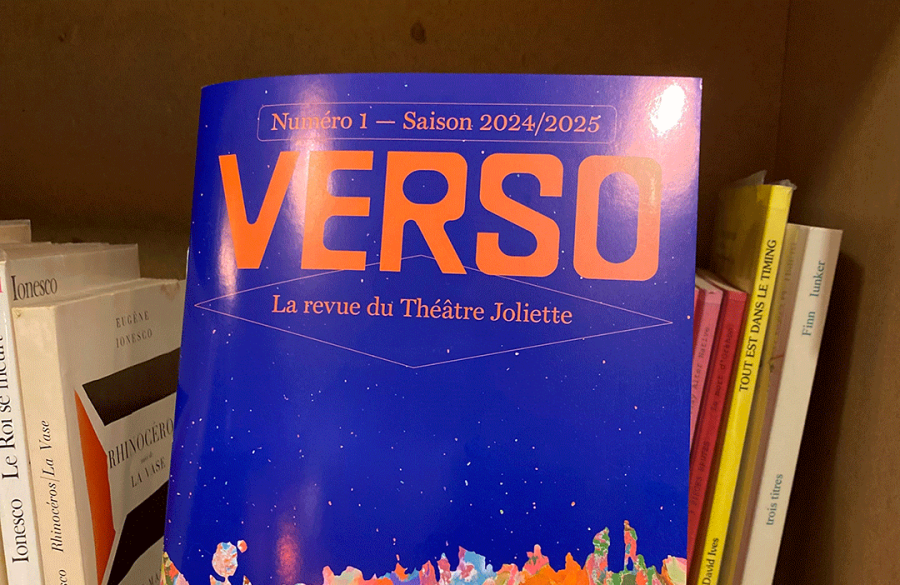 Numéro 1 — Saison 2024/2025
VERSO
La revue du Théâtre Joliette
Ionesco
EUGÈNE
IONESCO
RHINOCÉROS
LA VASE
Ionesco Le Roi se meurt
Rhinocéros/La Vase
TOUT EST DANS LE TIMING
David Ives
Finn Iunker
trois titres